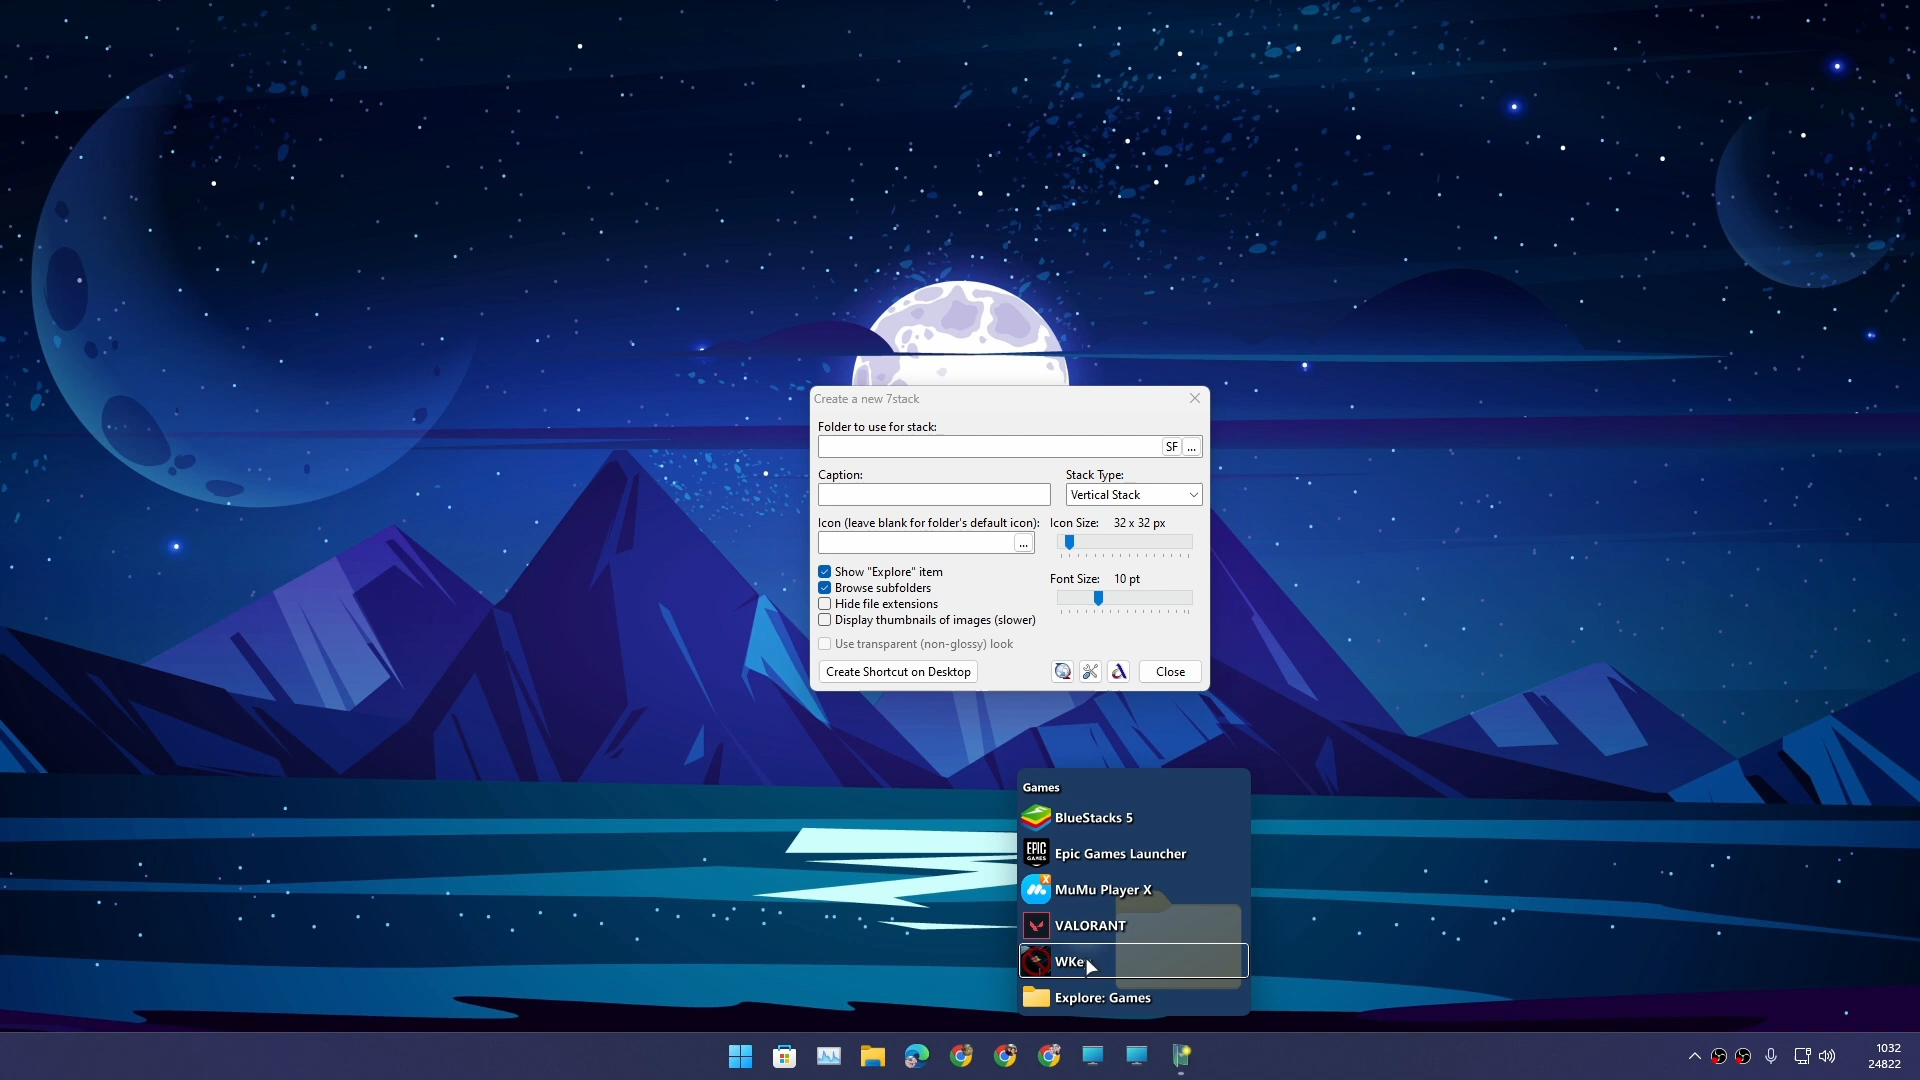 Create a new 7stack
Folder to use for stack:
SF ...
Caption:
Stack Type:
Vertical Stack
Icon (leave blank for folder's default icon):
Icon Size: 32 x 32 px
...
Show "Explore" item
Font Size: 10 pt
Browse subfolders
Hide file extensions
Display thumbnails of images (slower)
Use transparent (non-glossy) look
Create Shortcut on Desktop
Close
Games
BlueStacks 5
EPIC GAMES
Epic Games Launcher
MuMu Player X
VALORANT
Explore: Games
1032
24822